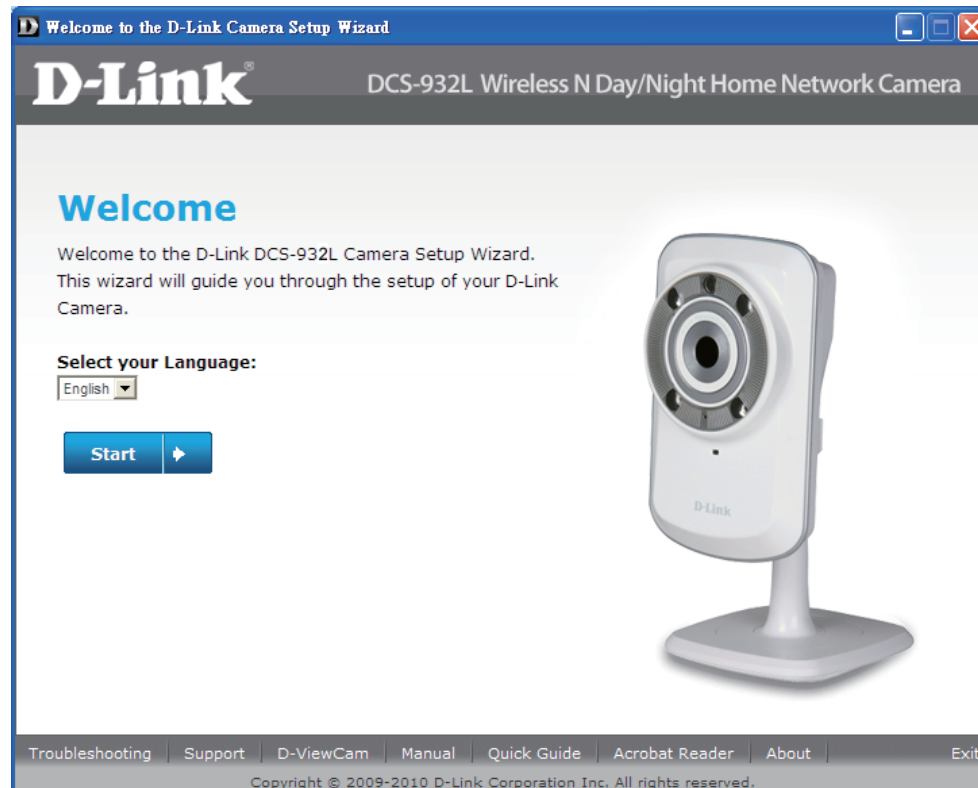 Welcome to the D-Link Camera Setup Wizard
D-Link®
DCS-932L Wireless N Day/Night Home Network Camera
Welcome
Welcome to the D-Link DCS-932L Camera Setup Wizard.
This wizard will guide you through the setup of your D-Link
Camera.
Select your Language:
English
Start
D-Link
Troubleshooting Support D-ViewCam Manual Quick Guide Acrobat Reader About Exit
Copyright © 2009-2010 D-Link Corporation Inc. All rights reserved.